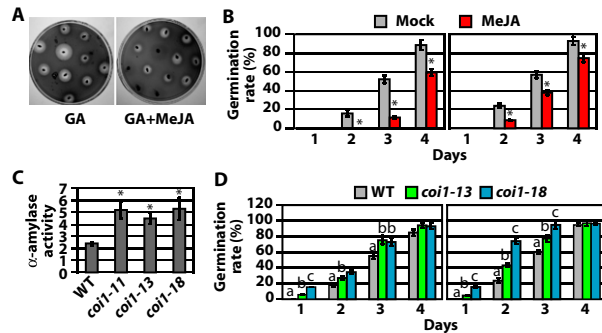 A
GA
GA+MeJA
B
Mock
MeJA
Germination
rate (%)
80
60
40
20
0
*
*
*
*
*
*
1
2
3
4
1
2
3
4
Days
C
α-amylase
activity
7
6
5
4
3
2
1
0
*
*
*
WT
coi1-11
coi1-13
coi1-18
D
WT
coi1-13
coi1-18
Germination
rate (%)
120
100
80
60
40
20
0
a
b
c
a
b
c
a
b
b
a
b
c
a
b
c
a
b
c
1
2
3
4
1
2
3
4
Days
Days